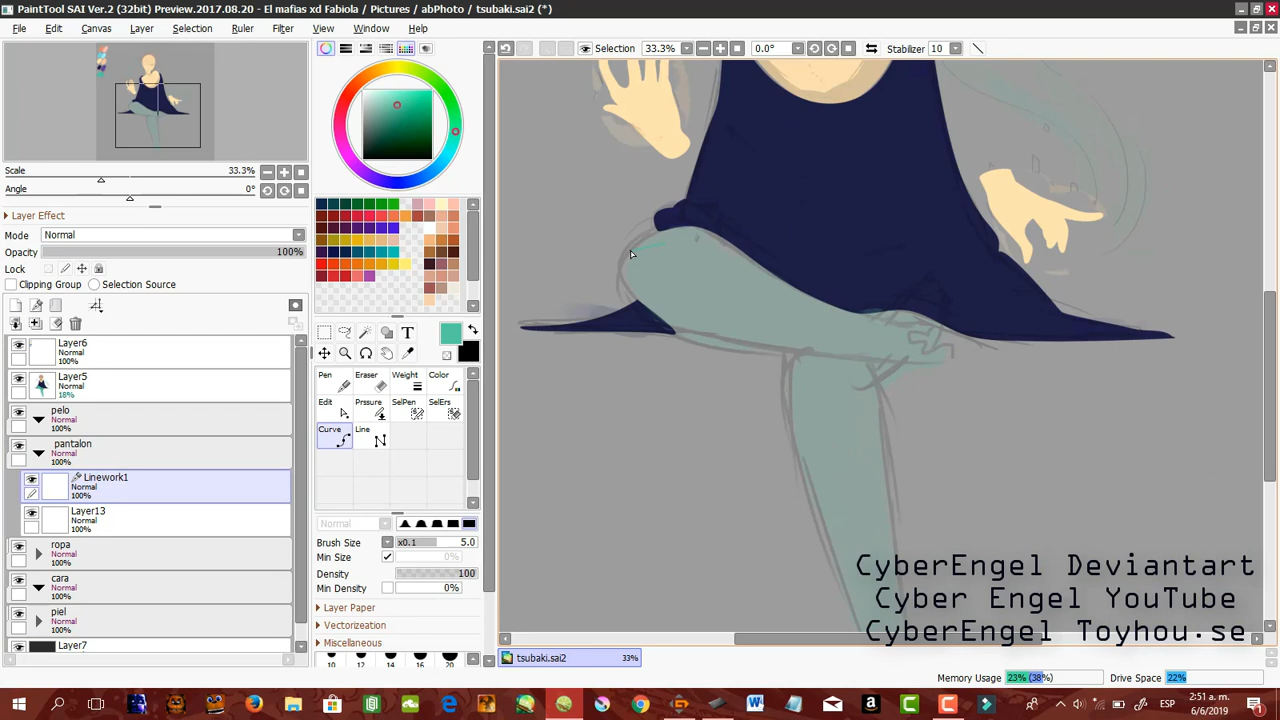 PaintTool SAI Ver.2 (32bit) Preview.2017.08.20 - El mafias xd Fabiola / Pictures / abPhoto / tsubaki.sai2 (*)
File Edit Canvas Layer Selection Ruler Filter View Window Help
Selection 33.3% 0.0° Stabilizer 10
Scale 33.3%
Angle 0°
Layer Effect
Mode Normal
Opacity 100%
Lock
Clipping Group Selection Source
Layer6
Normal
100%
Layer5
Normal
18%
pelo
Normal
100%
pantalon
Normal
100%
Linework1
Normal
100%
Layer13
Normal
100%
ropa
Normal
100%
cara
Normal
100%
piel
Normal
100%
Layer7
T
Pen Eraser Weight Color
Edit Prssure SelPen SelErs
Curve Line
Normal
Brush Size x0.1 5.0
Min Size 0%
Density 100
Min Density 0%
Layer Paper
Vectorization
Miscellaneous
10 12 14 16 20
CyberEngel Deviantart
Cyber Engel YouTube
CyberEngel Toyhou.se
tsubaki.sai2 33%
Memory Usage 23% (38%) Drive Space 22%
ESP 2:51 a. m. 6/6/2019